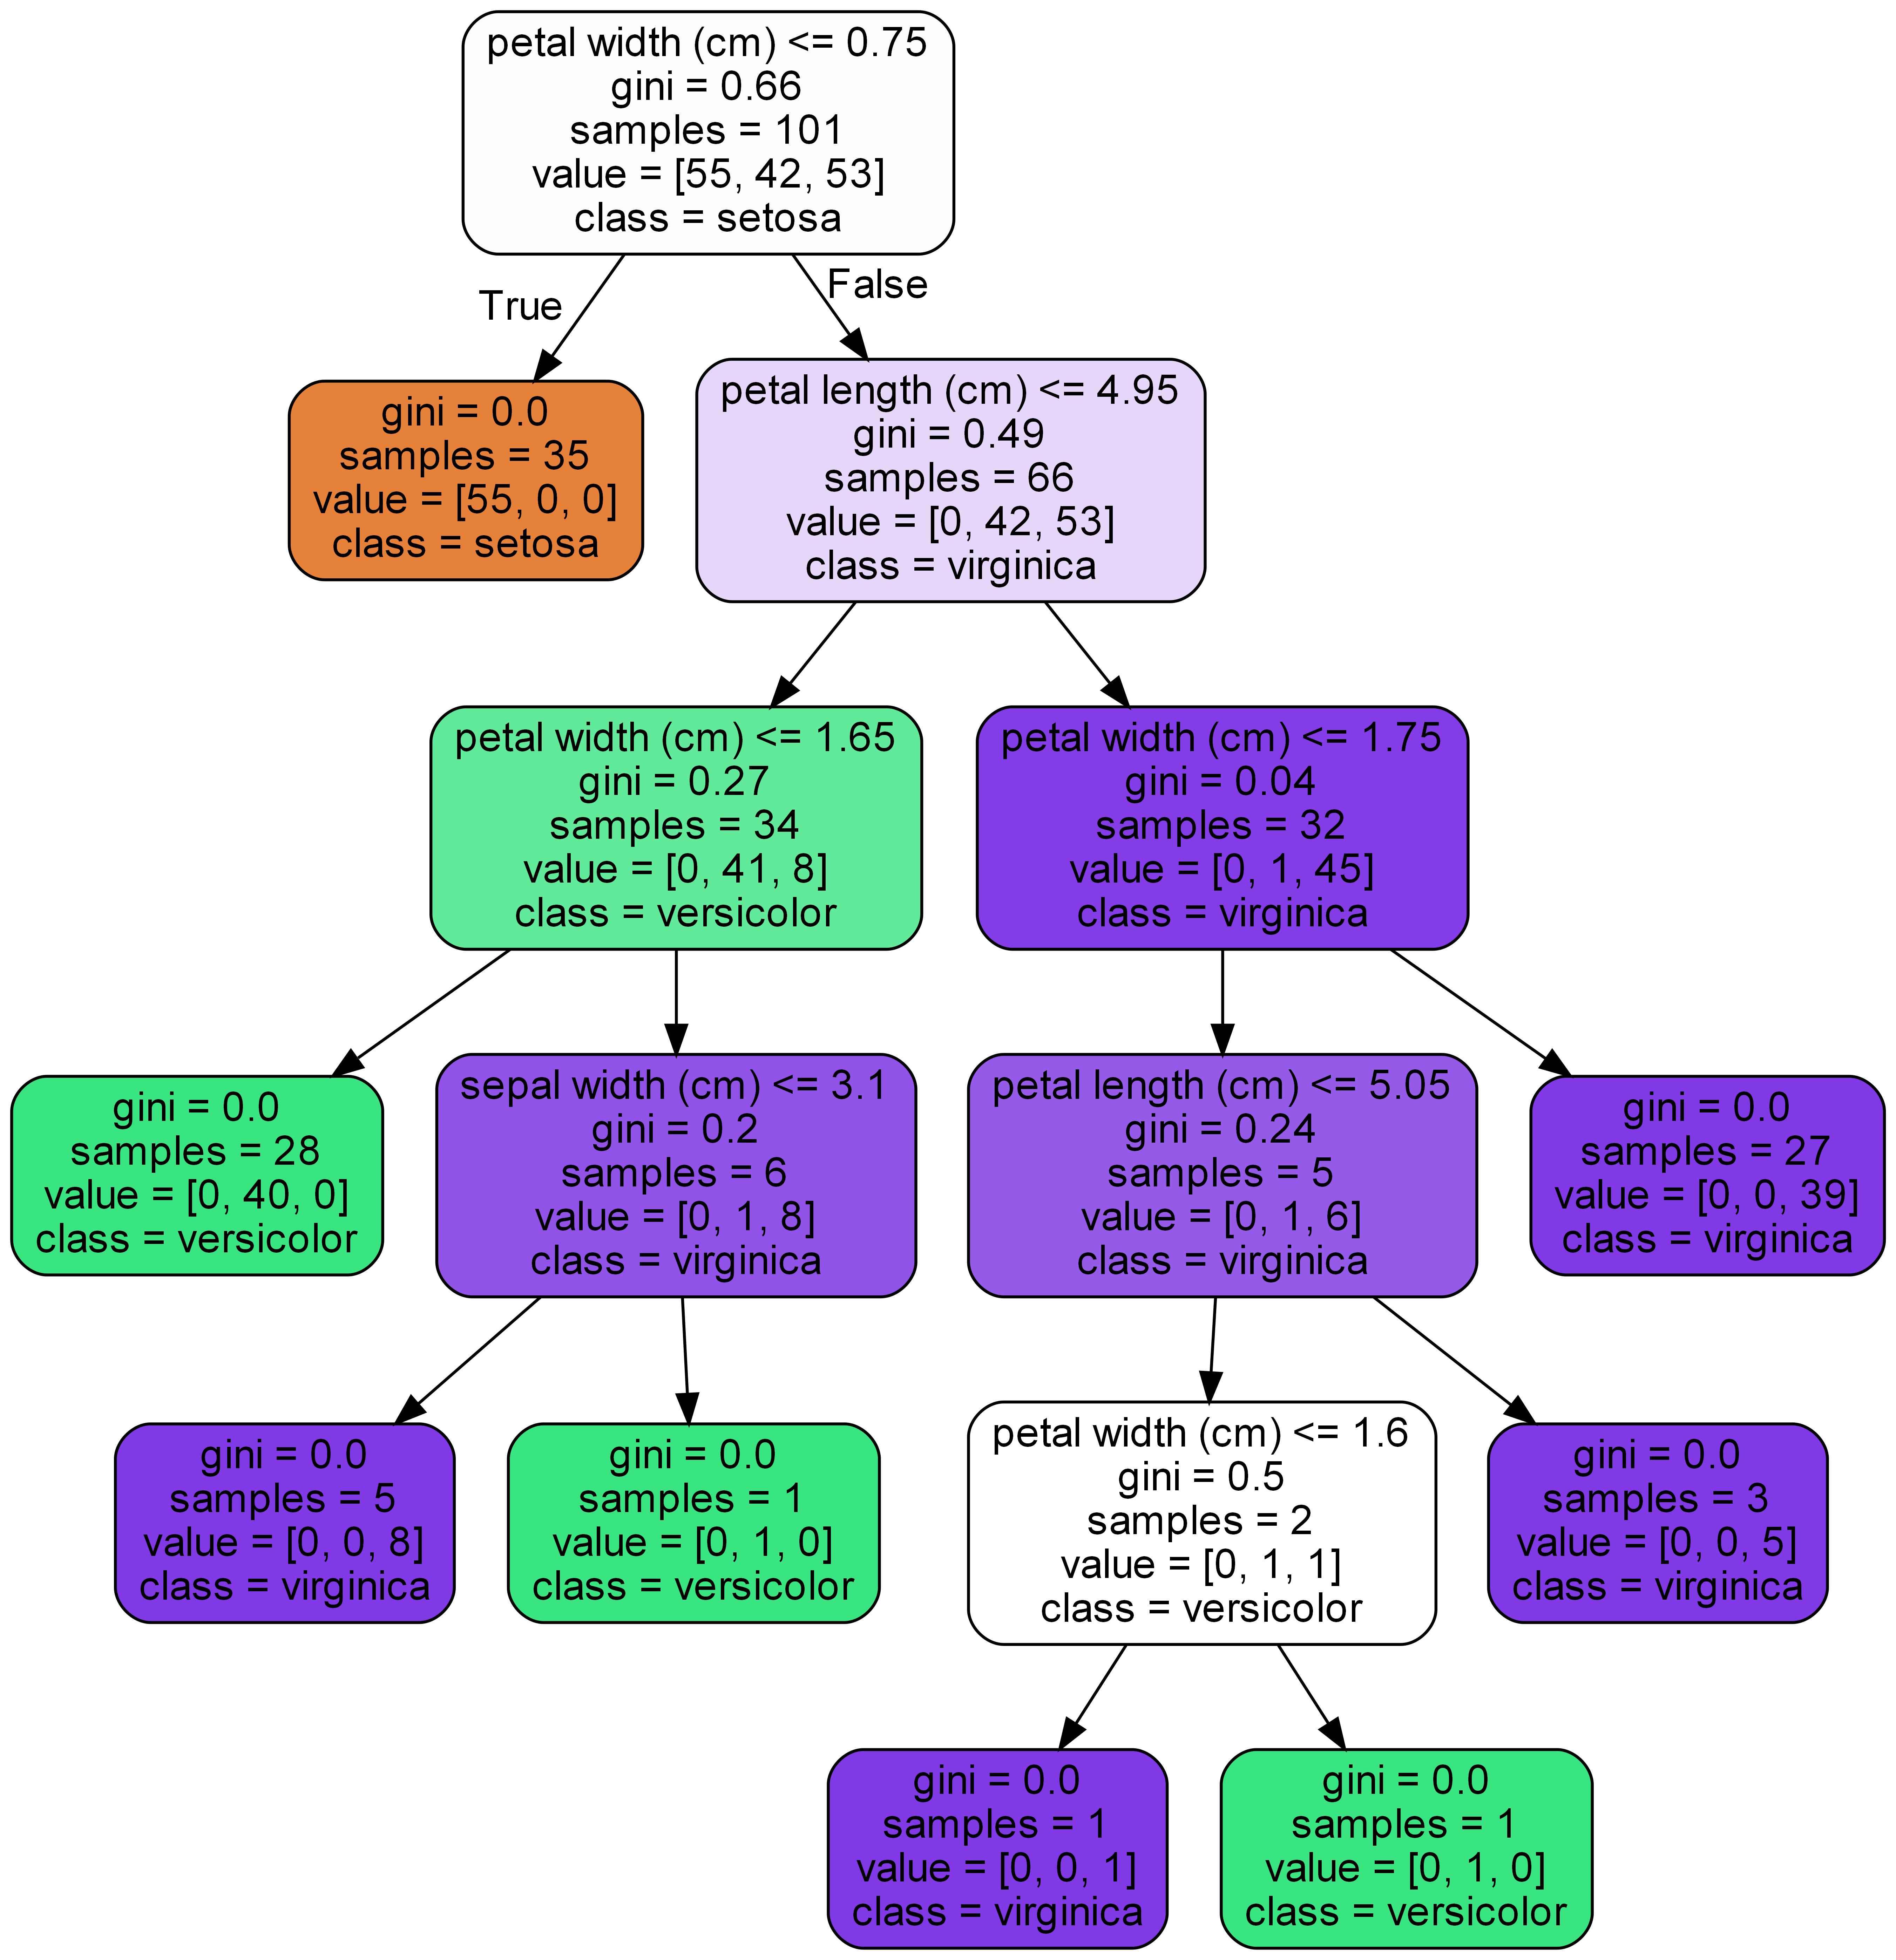 petal width (cm) <= 0.75
gini = 0.66
samples = 101
value = [55, 42, 53]
class = setosa
True
False
gini = 0.0
samples = 35
value = [55, 0, 0]
class = setosa
petal length (cm) <= 4.95
gini = 0.49
samples = 66
value = [0, 42, 53]
class = virginica
petal width (cm) <= 1.65
gini = 0.27
samples = 34
value = [0, 41, 8]
class = versicolor
petal width (cm) <= 1.75
gini = 0.04
samples = 32
value = [0, 1, 45]
class = virginica
gini = 0.0
samples = 28
value = [0, 40, 0]
class = versicolor
sepal width (cm) <= 3.1
gini = 0.2
samples = 6
value = [0, 1, 8]
class = virginica
petal length (cm) <= 5.05
gini = 0.24
samples = 5
value = [0, 1, 6]
class = virginica
gini = 0.0
samples = 27
value = [0, 0, 39]
class = virginica
gini = 0.0
samples = 5
value = [0, 0, 8]
class = virginica
gini = 0.0
samples = 1
value = [0, 1, 0]
class = versicolor
petal width (cm) <= 1.6
gini = 0.5
samples = 2
value = [0, 1, 1]
class = versicolor
gini = 0.0
samples = 3
value = [0, 0, 5]
class = virginica
gini = 0.0
samples = 1
value = [0, 0, 1]
class = virginica
gini = 0.0
samples = 1
value = [0, 1, 0]
class = versicolor